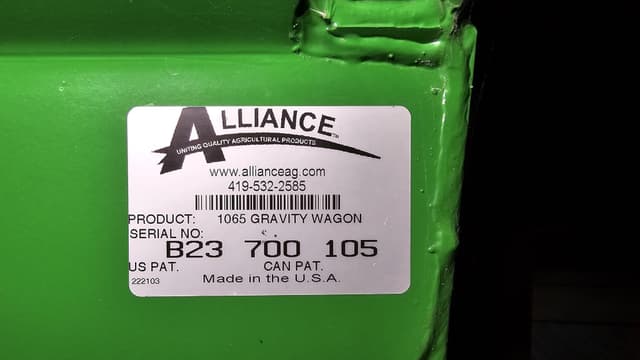 ALLIANCE™
UNITING QUALITY AGRICULTURAL PRODUCTS
www.allianceag.com
419-532-2585
PRODUCT: 1065 GRAVITY WAGON
SERIAL NO:
B23 700 105
US PAT. CAN PAT.
222103 Made in the U.S.A.